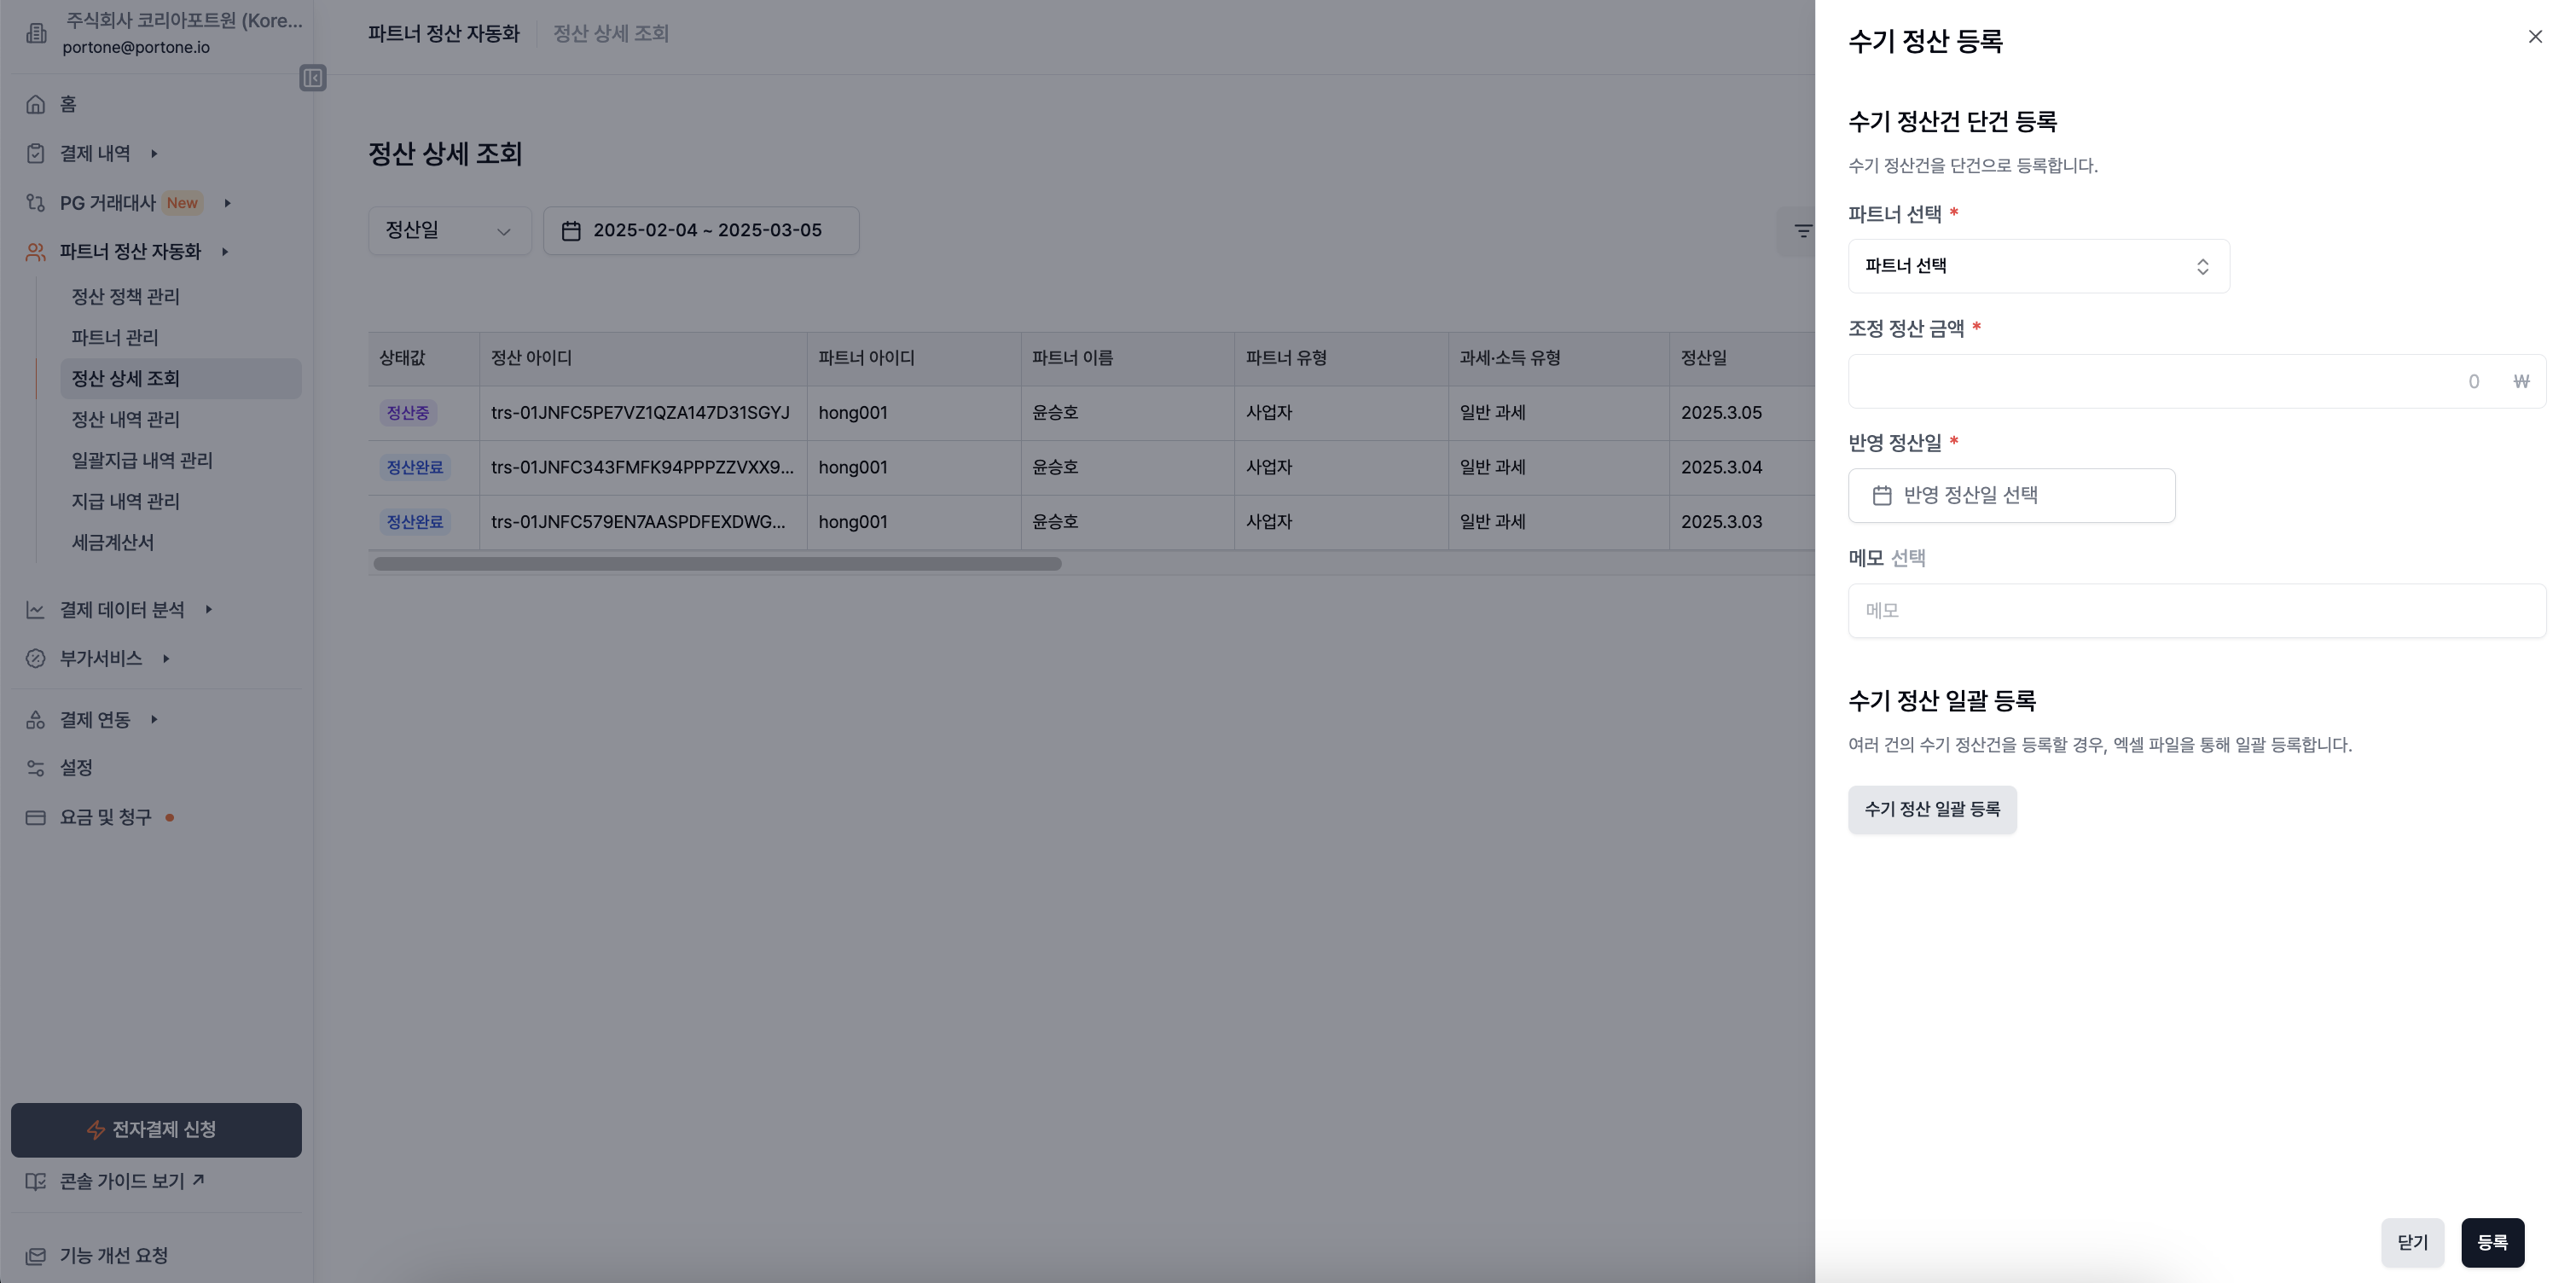 주식회사 코리아포트원 (Kore...
portone@portone.io
홈
결제 내역
PG 거래대사 New
파트너 정산 자동화
정산 정책 관리
파트너 관리
정산 상세 조회
정산 내역 관리
일괄지급 내역 관리
지급 내역 관리
세금계산서
결제 데이터 분석
부가서비스
결제 연동
설정
요금 및 청구
전자결제 신청
콘솔 가이드 보기
기능 개선 요청
파트너 정산 자동화 정산 상세 조회
정산 상세 조회
정산일 2025-02-04 ~ 2025-03-05
상태값 정산 아이디 파트너 아이디 파트너 이름 파트너 유형 과세·소득 유형 정산일
정산중 trs-01JNFC5PE7VZ1QZA147D31SGYJ hong001 윤승호 사업자 일반 과세 2025.3.05
정산완료 trs-01JNFC343FMFK94PPPZZVXX9... hong001 윤승호 사업자 일반 과세 2025.3.04
정산완료 trs-01JNFC579EN7AASPDFEXDWG... hong001 윤승호 사업자 일반 과세 2025.3.03
수기 정산 등록
수기 정산건 단건 등록
수기 정산건을 단건으로 등록합니다.
파트너 선택 *
파트너 선택
조정 정산 금액 *
0 ₩
반영 정산일 *
반영 정산일 선택
메모 선택
메모
수기 정산 일괄 등록
여러 건의 수기 정산건을 등록할 경우, 엑셀 파일을 통해 일괄 등록합니다.
수기 정산 일괄 등록
닫기 등록